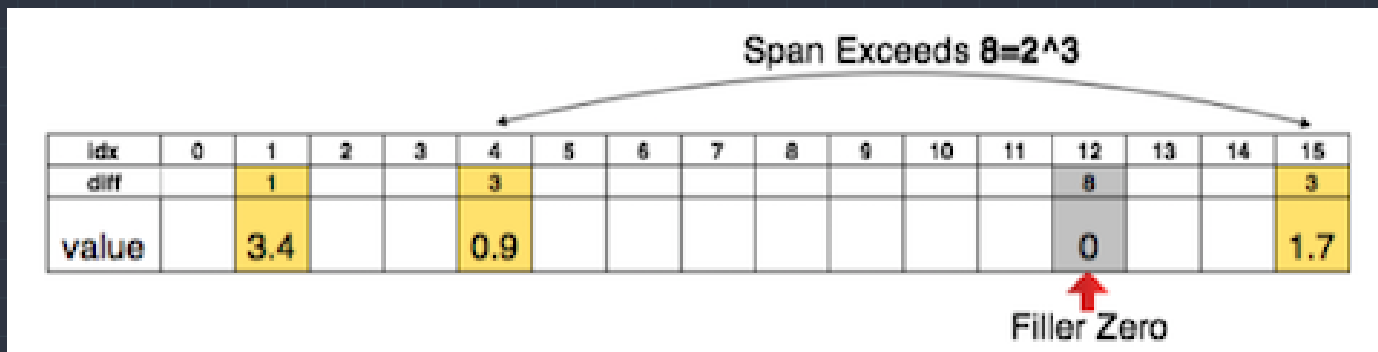 Span Exceeds 8=2^3
idx 0 1 2 3 4 5 6 7 8 9 10 11 12 13 14 15
diff 1 3 8 3
value 3.4 0.9 0 1.7
Filler Zero